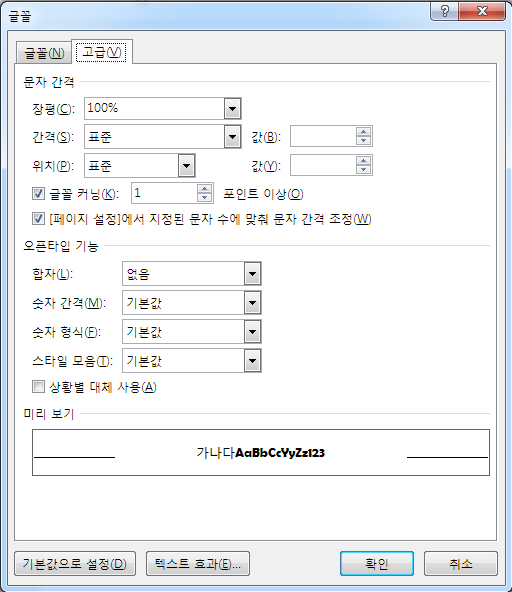 글꼴
글꼴(N) 고급(V)
문자 간격
장평(C): 100%
간격(S): 표준 값(B):
위치(P): 표준 값(Y):
글꼴 커닝(K): 1 포인트 이상(O)
[페이지 설정]에서 지정된 문자 수에 맞춰 문자 간격 조정(W)
오픈타입 기능
합자(L): 없음
숫자 간격(M): 기본값
숫자 형식(F): 기본값
스타일 모음(T): 기본값
상황별 대체 사용(A)
미리 보기
가나다AaBbCcYyZz123
기본값으로 설정(D) 텍스트 효과(E)... 확인 취소